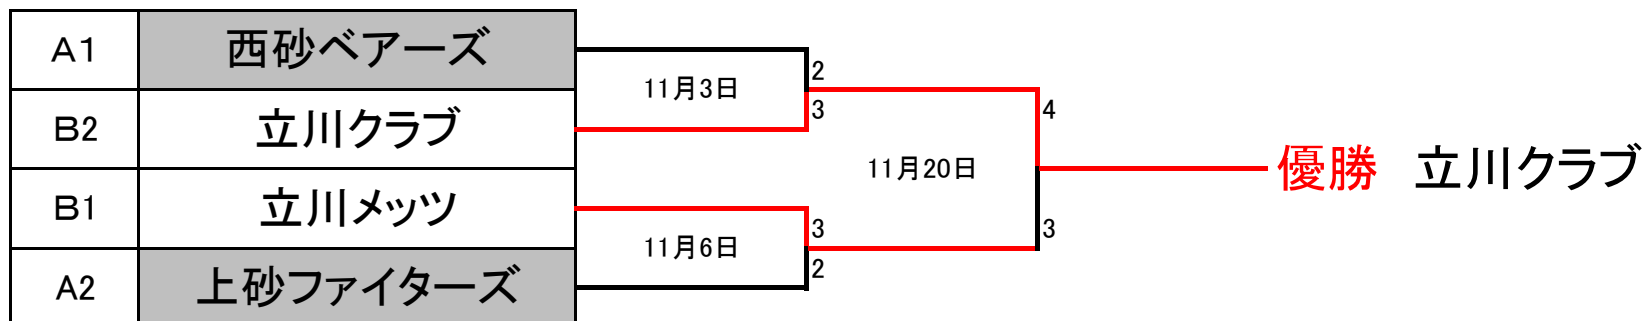 A1 西砂ベアーズ
2
11月3日
B2 立川クラブ
3
4
11月20日
優勝 立川クラブ
B1 立川メッツ
3
3
11月6日
A2 上砂ファイターズ
2